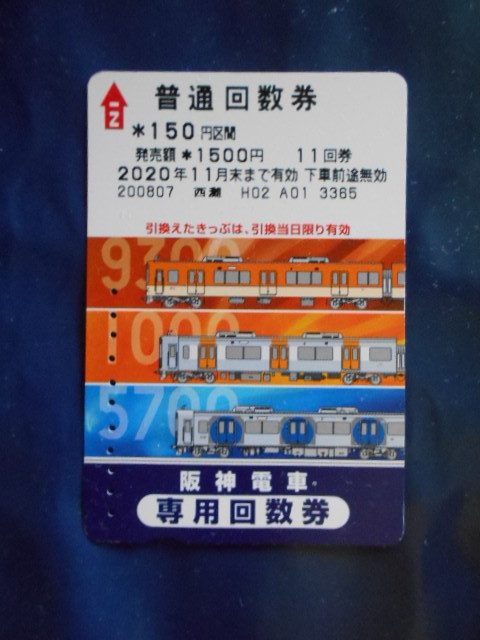 IN
普通回数券
*150円区間
発売額 *1500円 11回券
2020年11月末まで有効 下車前途無効
200807 西灘 H02 A01 3365
引換えたきっぷは、引換当日限り有効
9300
1000
5700
阪神電車
専用回数券